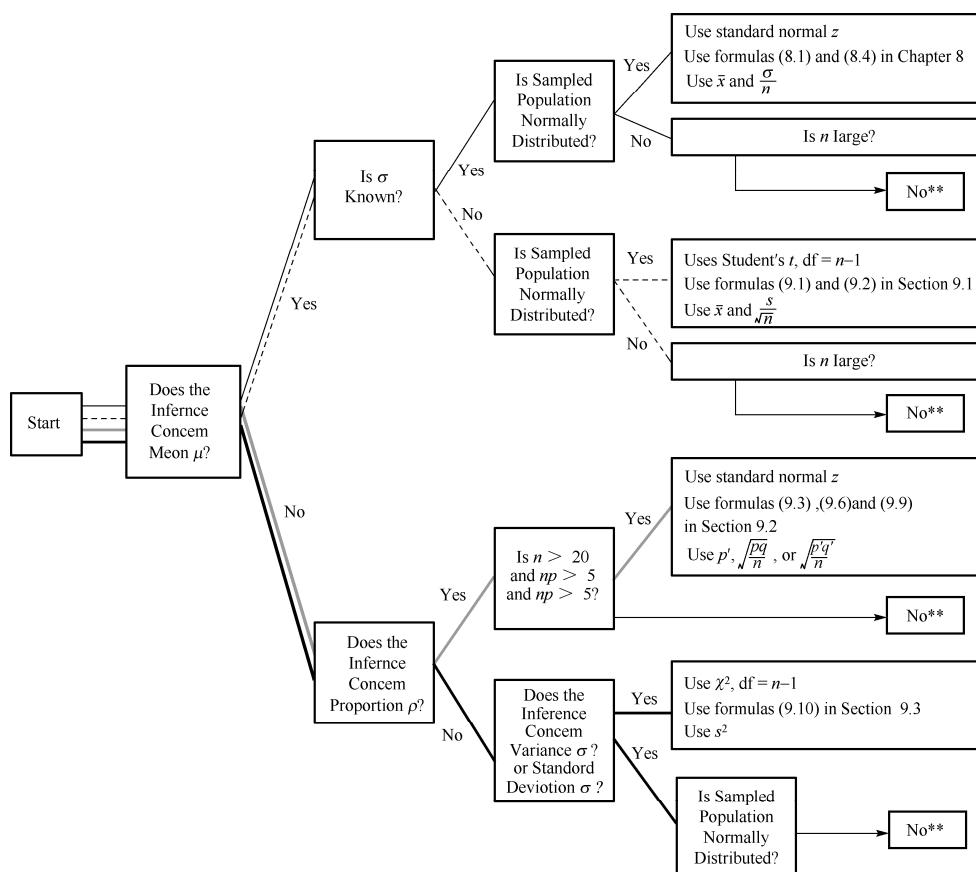 Start
Does the
Infernce
Concem
Meon μ?
Yes
No
Is σ
Known?
Yes
No
Is Sampled
Population
Normally
Distributed?
Yes
No
Use standard normal z
Use formulas (8.1) and (8.4) in Chapter 8
Use x̄ and σ/n
Is n large?
No**
Is Sampled
Population
Normally
Distributed?
Yes
No
Uses Student's t, df = n–1
Use formulas (9.1) and (9.2) in Section 9.1
Use x̄ and s/√n
Is n large?
No**
Does the
Infernce
Concem
Proportion ρ?
Yes
No
Is n > 20
and np > 5
and np > 5?
Yes
Use standard normal z
Use formulas (9.3) ,(9.6)and (9.9)
in Section 9.2
Use p′, √(pq/n) , or √(p′q′/n)
No**
Does the
Inference
Concem
Variance σ ?
or Standord
Deviotion σ ?
Yes
Yes
Use χ², df = n–1
Use formulas (9.10) in Section 9.3
Use s²
Is Sampled
Population
Normally
Distributed?
No**